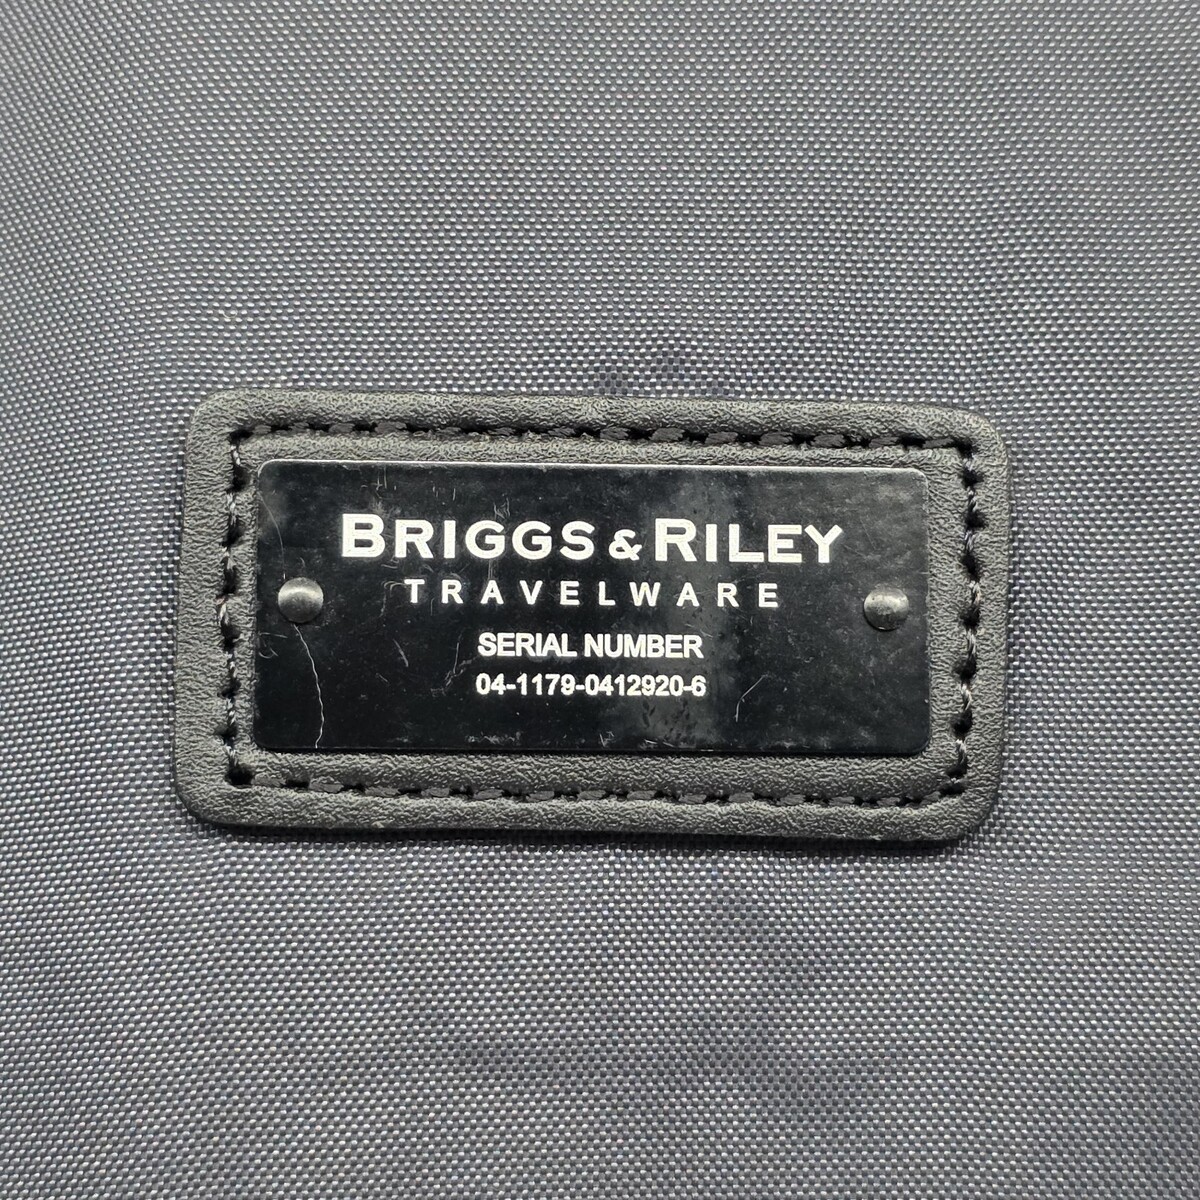 BRIGGS & RILEY
TRAVELWARE
SERIAL NUMBER
04-1179-0412920-6